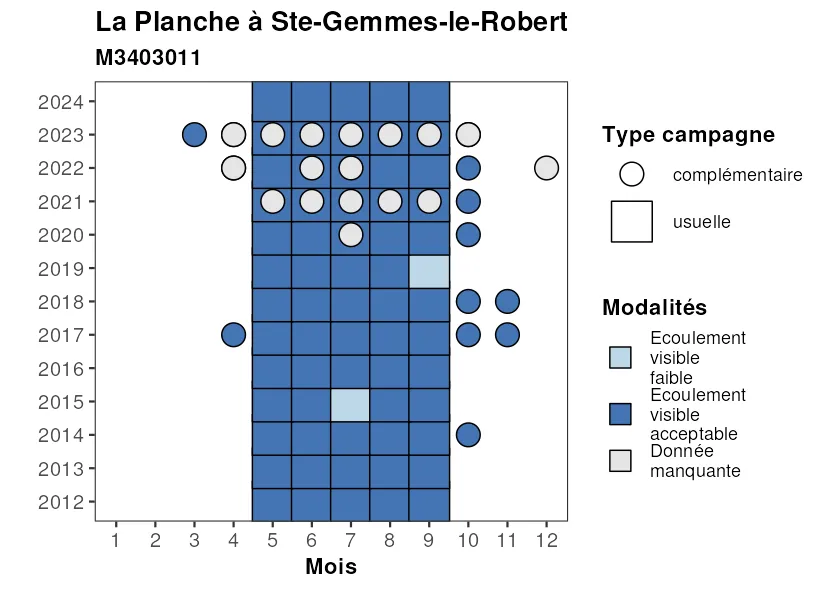 La Planche à Ste-Gemmes-le-Robert
M3403011
2024
2023
2022
2021
2020
2019
2018
2017
2016
2015
2014
2013
2012
1 2 3 4 5 6 7 8 9 10 11 12
Mois
Type campagne
complémentaire
usuelle
Modalités
Ecoulement
visible
faible
Ecoulement
visible
acceptable
Donnée
manquante